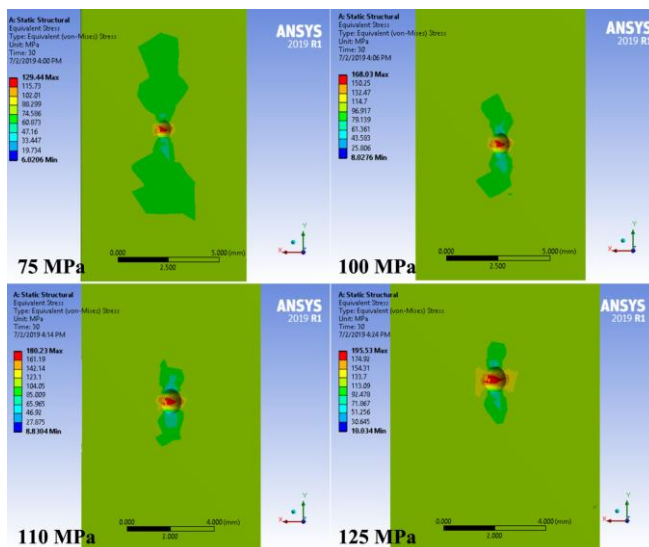 A: Static Structural
Equivalent Stress
Type: Equivalent (von-Mises) Stress
Unit: MPa
Time: 30
7/2/2019 4:00 PM
129.44 Max
115.73
102.01
88.299
74.586
60.873
47.16
33.447
19.734
6.0206 Min
ANSYS
2019 R1
0.000
5.000 (mm)
2.500
Y
X
75 MPa
A: Static Structural
Equivalent Stress
Type: Equivalent (von-Mises) Stress
Unit: MPa
Time: 30
7/2/2019 4:06 PM
168.03 Max
150.25
132.47
114.7
96.917
79.139
61.361
43.583
25.806
8.0276 Min
ANSYS
2019 R1
0.000
5.000 (mm)
2.500
Y
X
100 MPa
A: Static Structural
Equivalent Stress
Type: Equivalent (von-Mises) Stress
Unit: MPa
Time: 30
7/2/2019 4:14 PM
180.23 Max
161.19
142.14
123.1
104.05
85.009
65.965
46.92
27.875
8.8304 Min
ANSYS
2019 R1
0.000
4.000 (mm)
2.000
Y
X
110 MPa
A: Static Structural
Equivalent Stress
Type: Equivalent (von-Mises) Stress
Unit: MPa
Time: 30
7/2/2019 4:24 PM
195.53 Max
174.92
154.31
133.7
113.09
92.478
71.867
51.256
30.645
10.034 Min
ANSYS
2019 R1
0.000
4.000 (mm)
2.000
Y
X
125 MPa